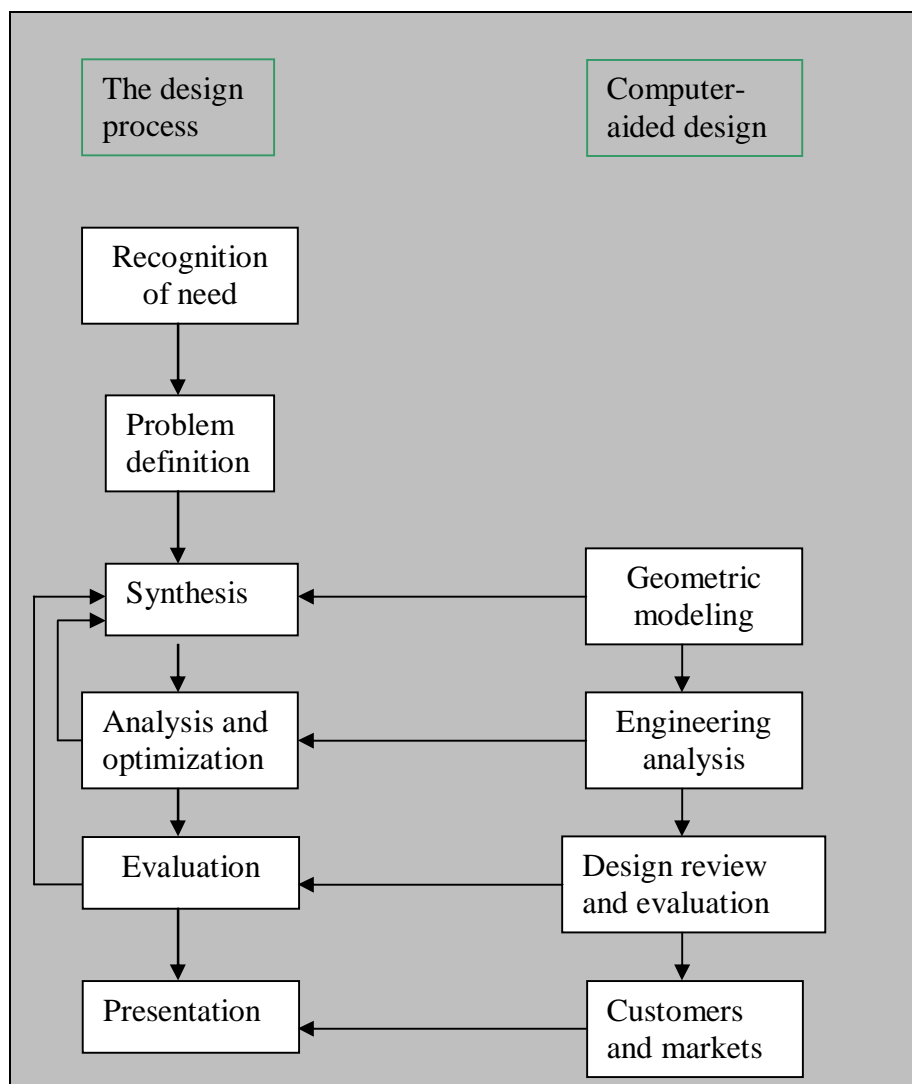 The design
process
Computer-
aided design
Recognition
of need
Problem
definition
Synthesis
Geometric
modeling
Analysis and
optimization
Engineering
analysis
Evaluation
Design review
and evaluation
Presentation
Customers
and markets